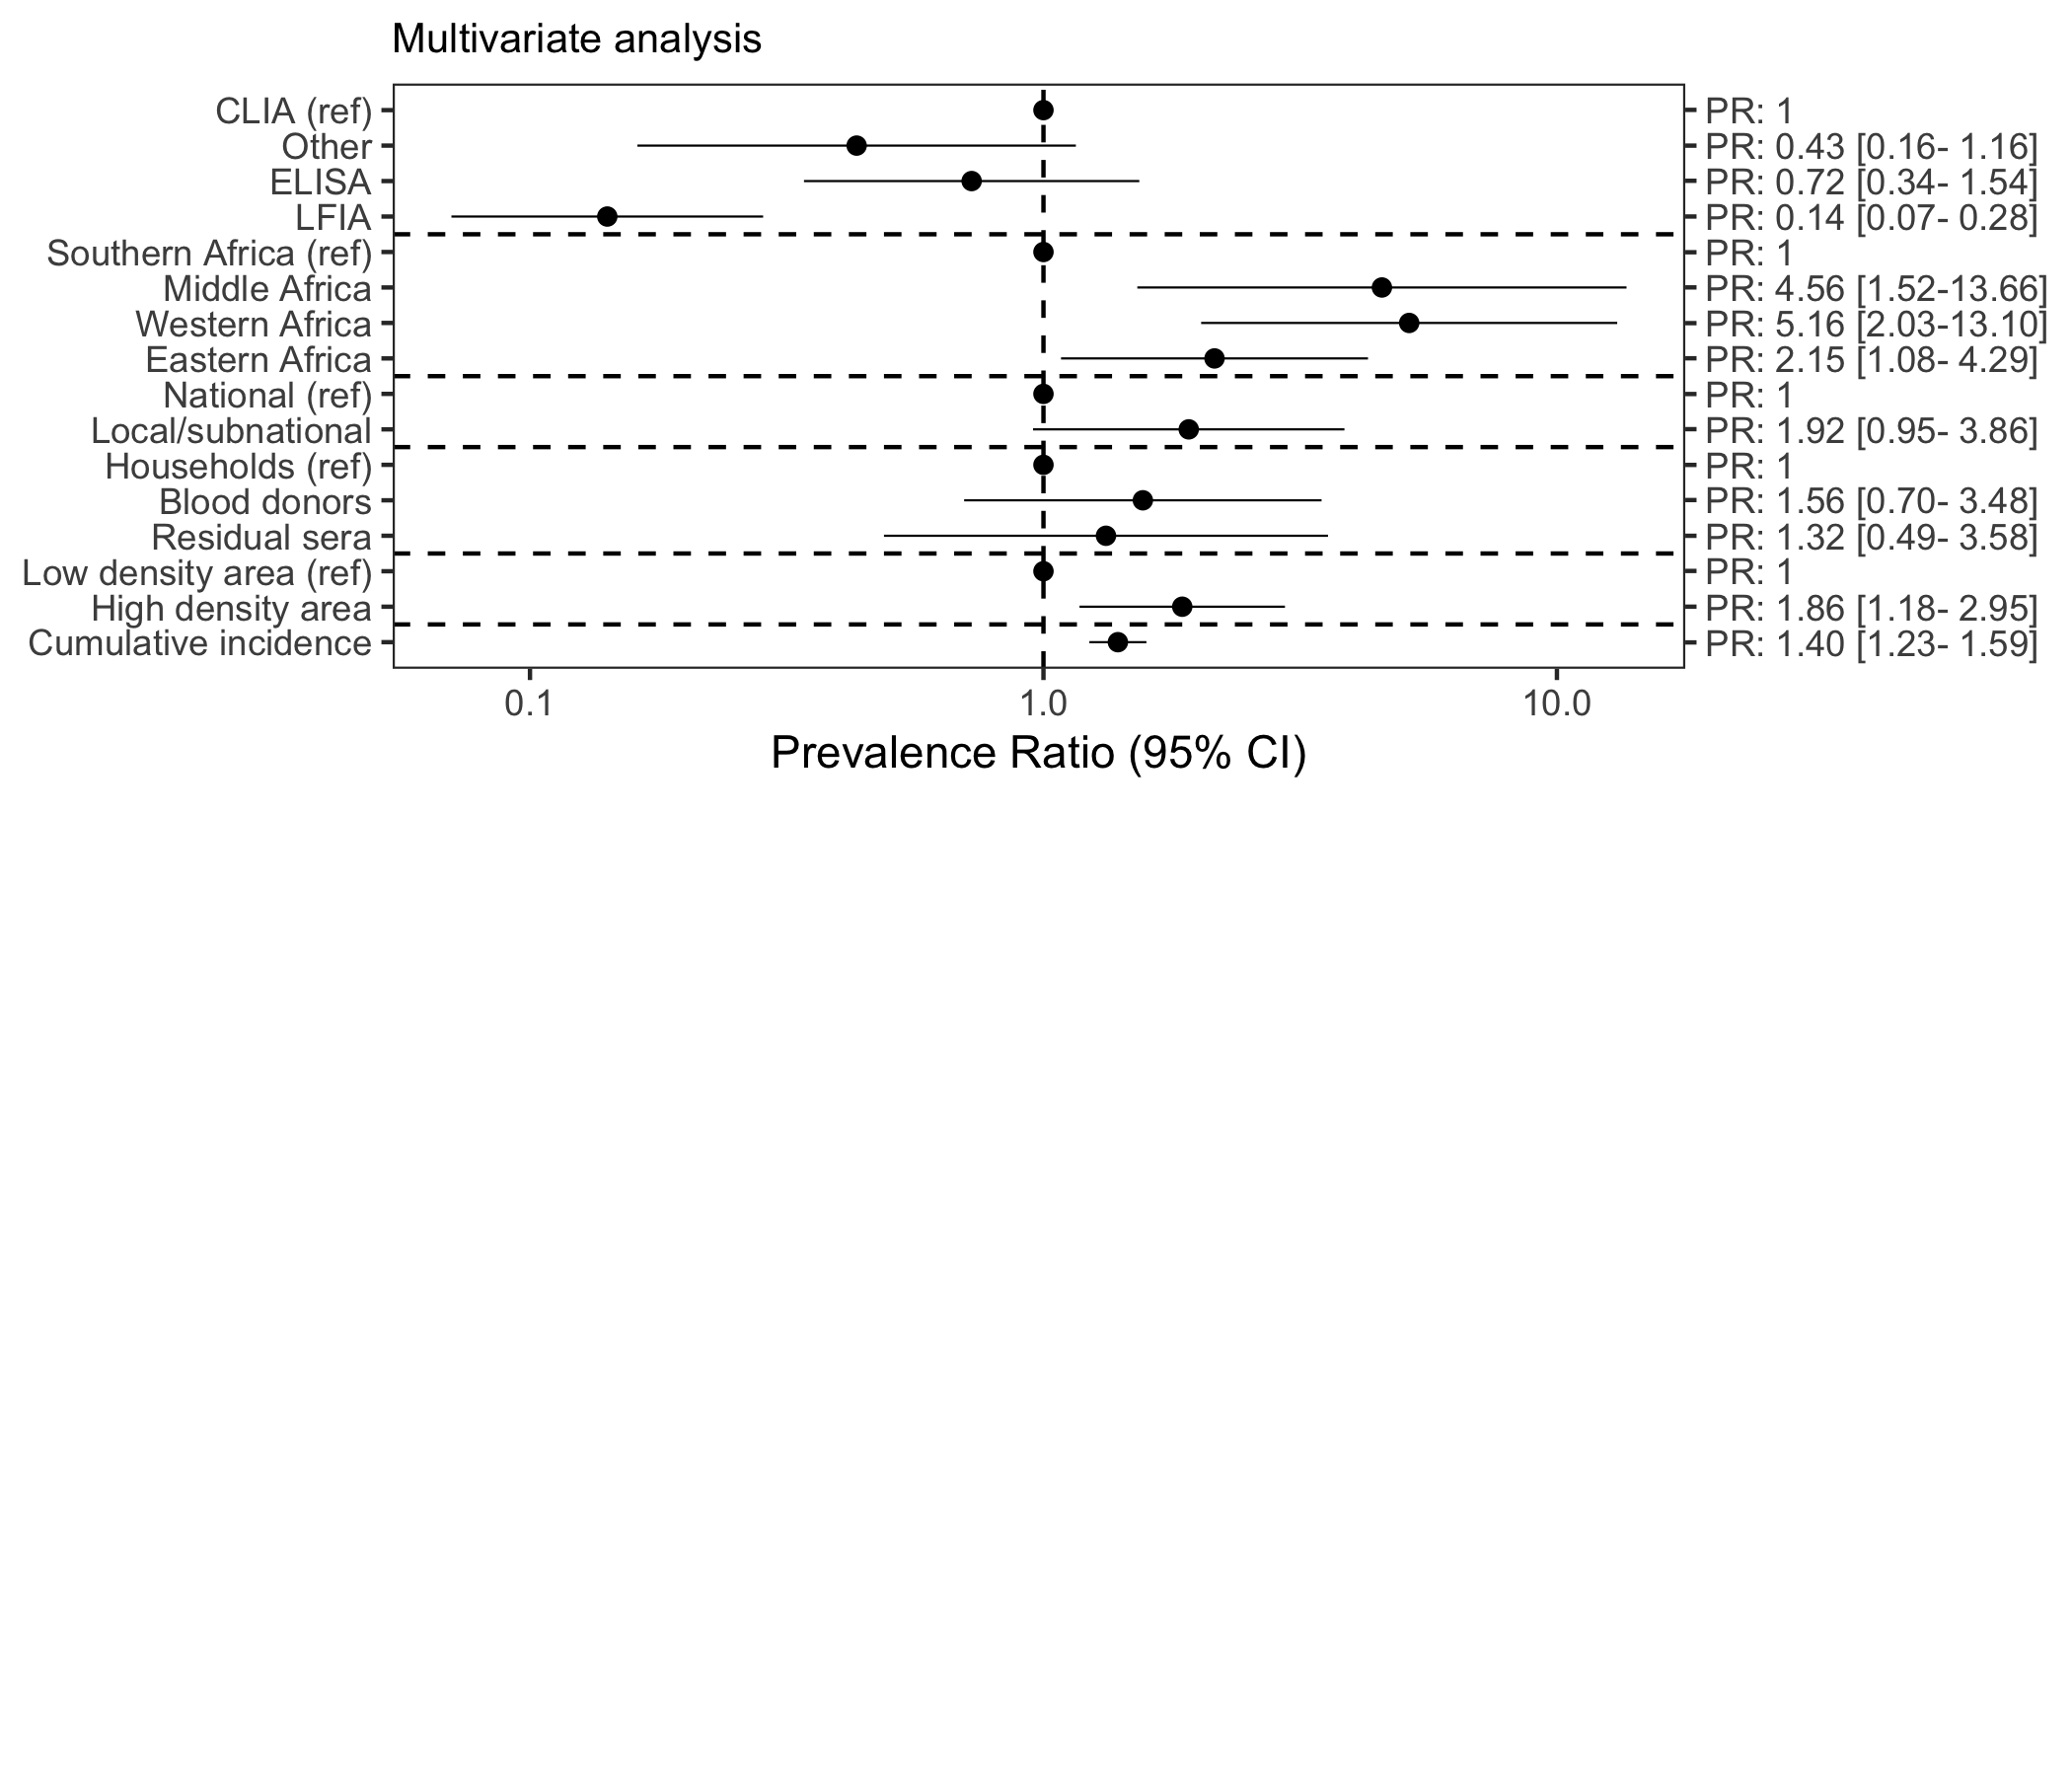 Multivariate analysis
CLIA (ref) PR: 1
Other PR: 0.43 [0.16- 1.16]
ELISA PR: 0.72 [0.34- 1.54]
LFIA PR: 0.14 [0.07- 0.28]
Southern Africa (ref) PR: 1
Middle Africa PR: 4.56 [1.52-13.66]
Western Africa PR: 5.16 [2.03-13.10]
Eastern Africa PR: 2.15 [1.08- 4.29]
National (ref) PR: 1
Local/subnational PR: 1.92 [0.95- 3.86]
Households (ref) PR: 1
Blood donors PR: 1.56 [0.70- 3.48]
Residual sera PR: 1.32 [0.49- 3.58]
Low density area (ref) PR: 1
High density area PR: 1.86 [1.18- 2.95]
Cumulative incidence PR: 1.40 [1.23- 1.59]
0.1 1.0 10.0
Prevalence Ratio (95% CI)